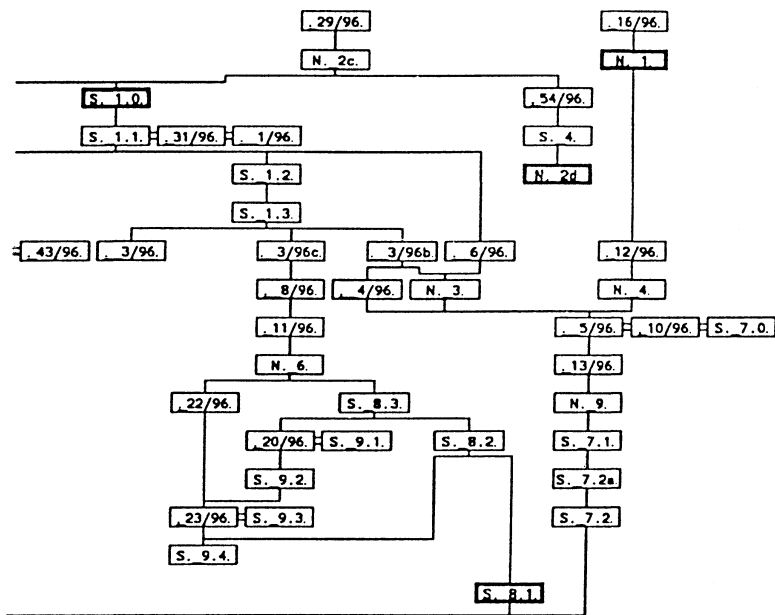 . 29/96. . 16/96.
N. 2c. N. 1.
S. 1.0. . 54/96.
S. 1.1. . 31/96. . 1/96. S. 4.
S. 1.2. N. 2d
S. 1.3.
. 43/96. . 3/96. . 3/96c. . 3/96b. . 6/96. . 12/96.
. 8/96. . 4/96. N. 3. N. 4.
. 11/96. . 5/96. . 10/96. S. 7.0.
N. 6. . 13/96.
. 22/96. S. 8.3. N. 9.
. 20/96. S. 9.1. S. 8.2. S. 7.1.
S. 9.2. S. 7.2a.
. 23/96. S. 9.3. S. 7.2.
S. 9.4.
S. 8.1.